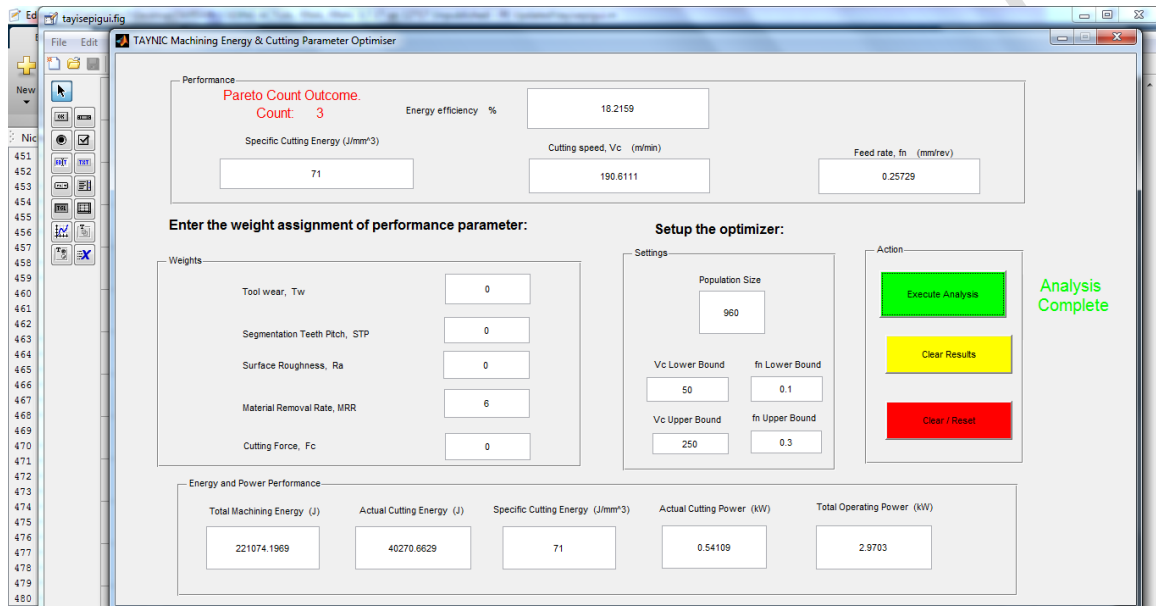 Ed
tayisepigui.fig
File Edit
TAYNIC Machining Energy & Cutting Parameter Optimiser
New
Nic
451
452
453
454
455
456
457
458
459
460
461
462
463
464
465
466
467
468
469
470
471
472
473
474
475
476
477
478
479
480
OK
EDIT
TXT
TGL
Performance
Pareto Count Outcome.
Count: 3
Energy efficiency %
18.2159
Specific Cutting Energy (J/mm^3)
71
Cutting speed, Vc (m/min)
190.6111
Feed rate, fn (mm/rev)
0.25729
Enter the weight assignment of performance parameter:
Weights
Tool wear, Tw
0
Segmentation Teeth Pitch, STP
0
Surface Roughness, Ra
0
Material Removal Rate, MRR
6
Cutting Force, Fc
0
Setup the optimizer:
Settings
Population Size
960
Vc Lower Bound fn Lower Bound
50 0.1
Vc Upper Bound fn Upper Bound
250 0.3
Action
Execute Analysis
Clear Results
Clear / Reset
Analysis
Complete
Energy and Power Performance
Total Machining Energy (J) Actual Cutting Energy (J) Specific Cutting Energy (J/mm^3) Actual Cutting Power (kW) Total Operating Power (kW)
221074.1969 40270.6629 71 0.54109 2.9703